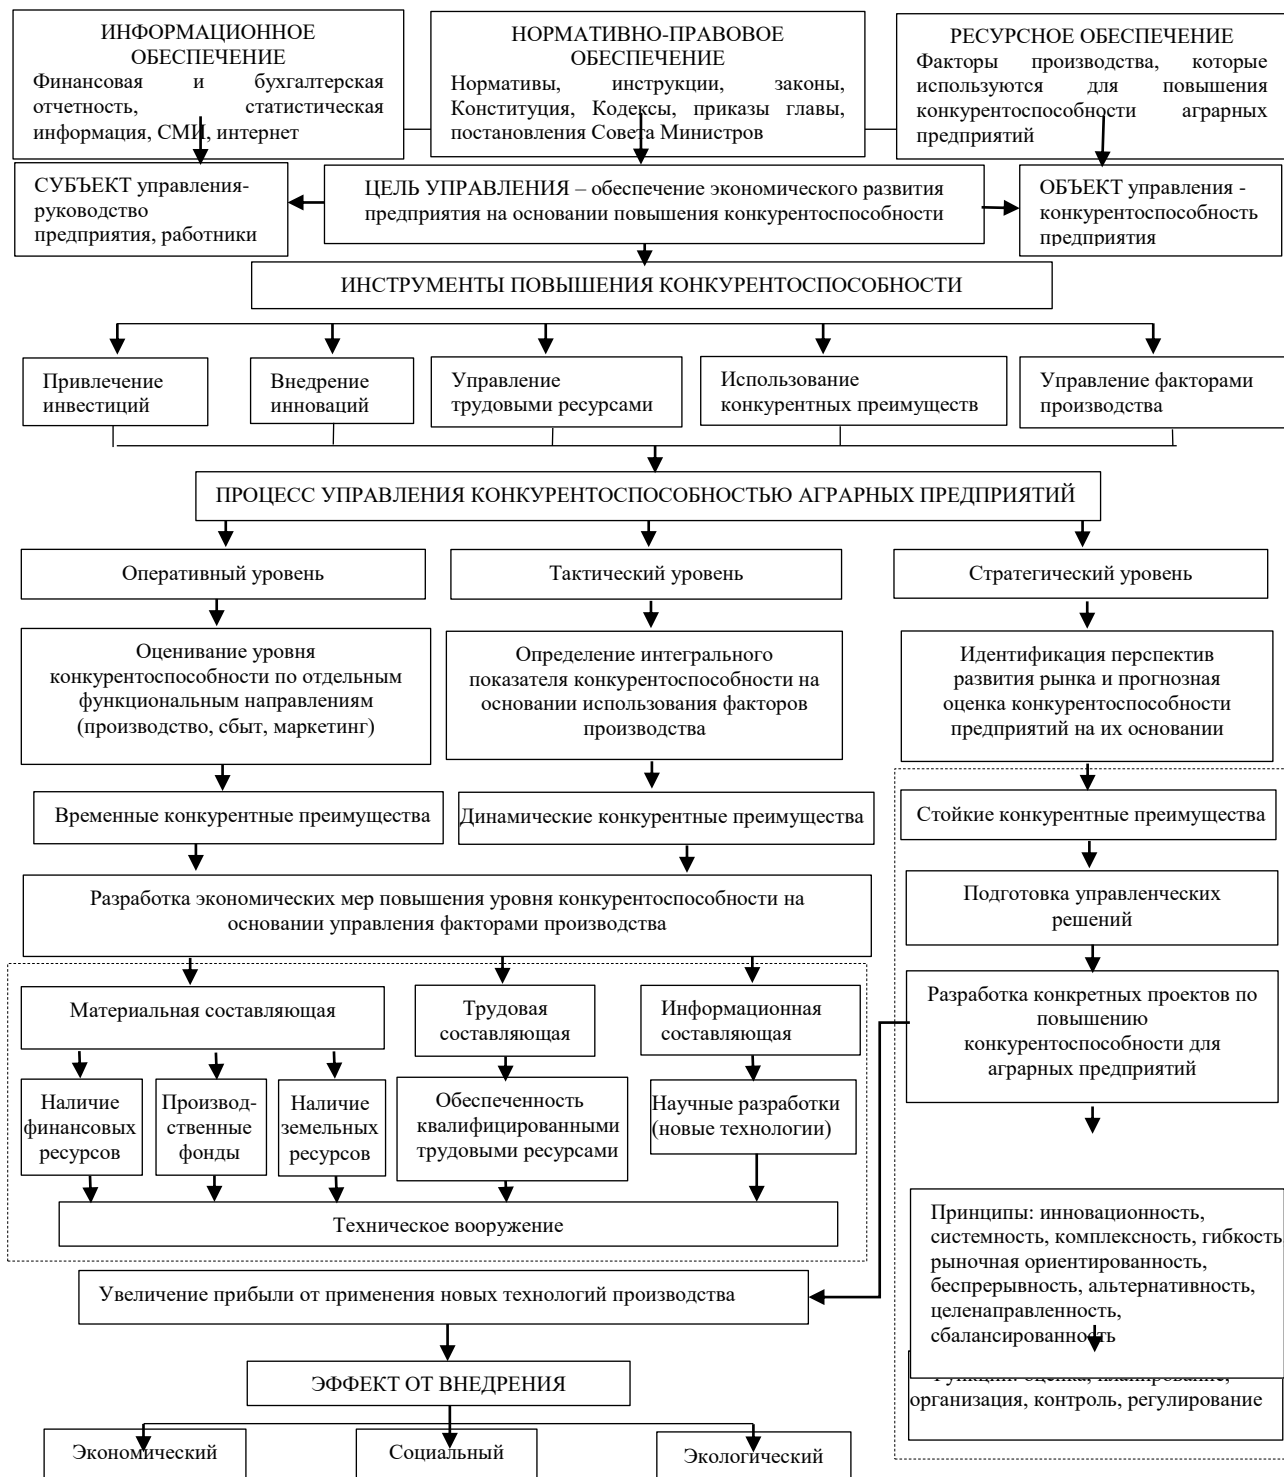 ИНФОРМАЦИОННОЕ
ОБЕСПЕЧЕНИЕ
Финансовая и бухгалтерская
отчетность, статистическая
информация, СМИ, интернет
НОРМАТИВНО-ПРАВОВОЕ
ОБЕСПЕЧЕНИЕ
Нормативы, инструкции, законы,
Конституция, Кодексы, приказы главы,
постановления Совета Министров
РЕСУРСНОЕ ОБЕСПЕЧЕНИЕ
Факторы производства, которые
используются для повышения
конкурентоспособности аграрных
предприятий
СУБЪЕКТ управления-
руководство
предприятия, работники
ЦЕЛЬ УПРАВЛЕНИЯ – обеспечение экономического развития
предприятия на основании повышения конкурентоспособности
ОБЪЕКТ управления -
конкурентоспособность
предприятия
ИНСТРУМЕНТЫ ПОВЫШЕНИЯ КОНКУРЕНТОСПОСОБНОСТИ
Привлечение
инвестиций
Внедрение
инноваций
Управление
трудовыми ресурсами
Использование
конкурентных преимуществ
Управление факторами
производства
ПРОЦЕСС УПРАВЛЕНИЯ КОНКУРЕНТОСПОСОБНОСТЬЮ АГРАРНЫХ ПРЕДПРИЯТИЙ
Оперативный уровень
Тактический уровень
Стратегический уровень
Оценивание уровня
конкурентоспособности по отдельным
функциональным направлениям
(производство, сбыт, маркетинг)
Определение интегрального
показателя конкурентоспособности на
основании использования факторов
производства
Идентификация перспектив
развития рынка и прогнозная
оценка конкурентоспособности
предприятий на их основании
Временные конкурентные преимущества
Динамические конкурентные преимущества
Стойкие конкурентные преимущества
Разработка экономических мер повышения уровня конкурентоспособности на
основании управления факторами производства
Подготовка управленческих
решений
Материальная составляющая
Трудовая
составляющая
Информационная
составляющая
Разработка конкретных проектов по
повышению
конкурентоспособности для
аграрных предприятий
Наличие
финансовых
ресурсов
Производ-
ственные
фонды
Наличие
земельных
ресурсов
Обеспеченность
квалифицированными
трудовыми ресурсами
Научные разработки
(новые технологии)
Техническое вооружение
Принципы: инновационность,
системность, комплексность, гибкость,
рыночная ориентированность,
беспрерывность, альтернативность,
целенаправленность,
сбалансированность
Функции: оценка, планирование,
организация, контроль, регулирование
Увеличение прибыли от применения новых технологий производства
ЭФФЕКТ ОТ ВНЕДРЕНИЯ
Экономический
Социальный
Экологический